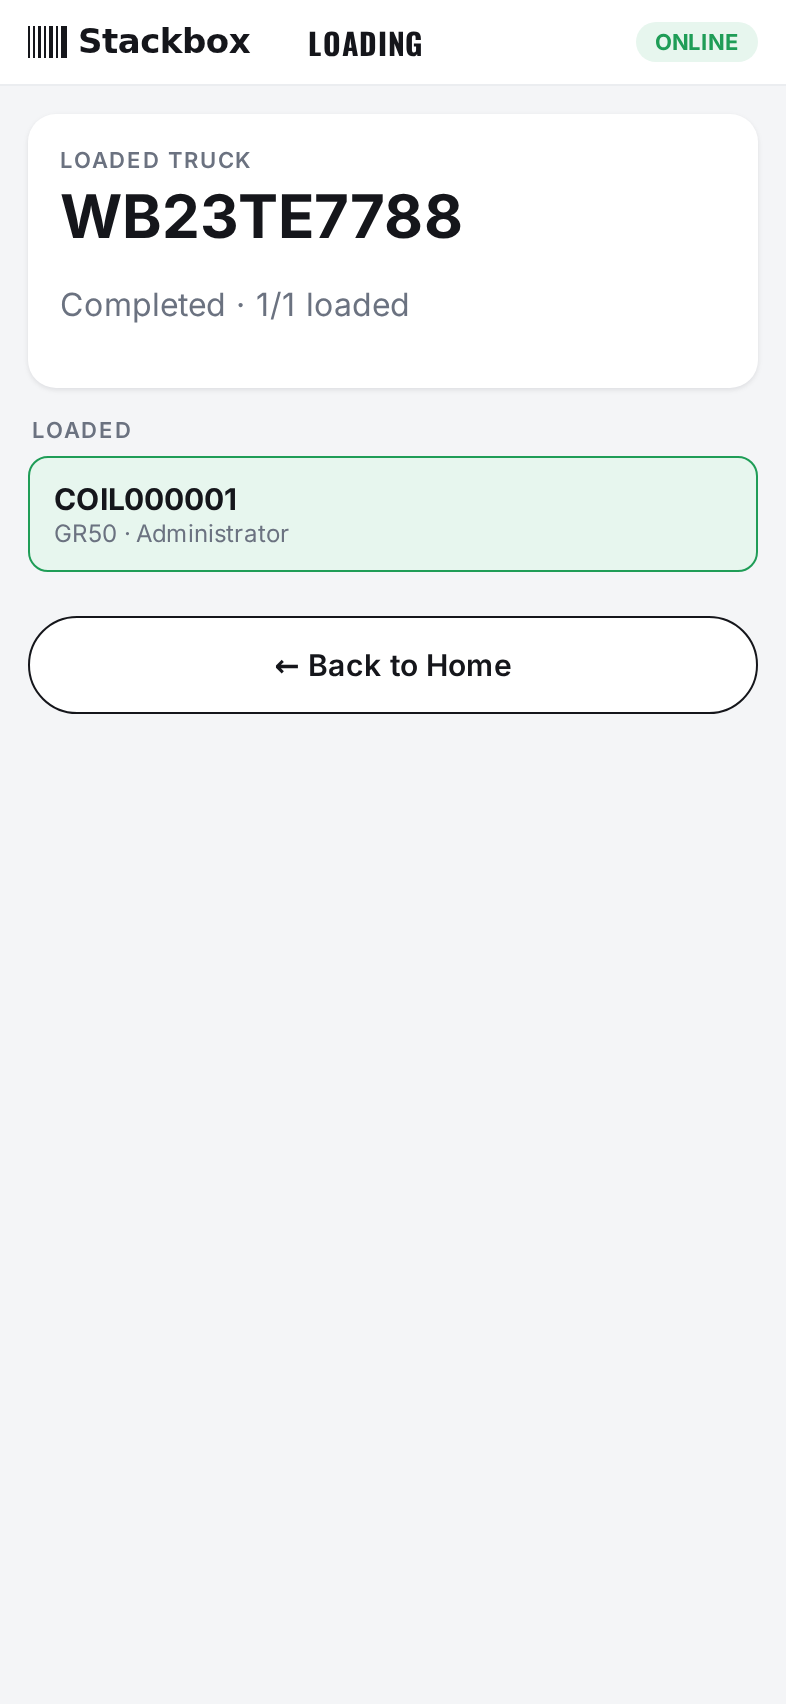 Stackbox
LOADING
ONLINE
LOADED TRUCK
WB23TE7788
Completed · 1/1 loaded
LOADED
COIL000001
GR50 · Administrator
← Back to Home